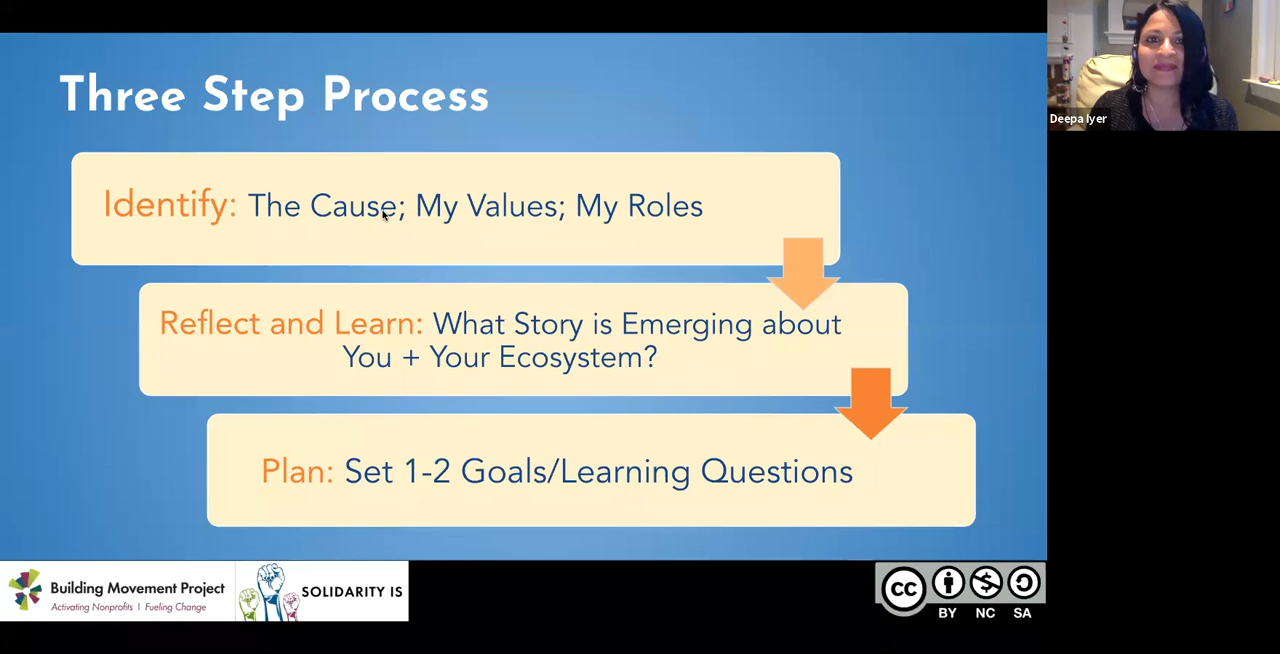 Three Step Process
Deepa Iyer
Identify: The Cause; My Values; My Roles
Reflect and Learn: What Story is Emerging about
You + Your Ecosystem?
Plan: Set 1-2 Goals/Learning Questions
Building Movement Project
Activating Nonprofits | Fueling Change
SOLIDARITY IS
CC
BY NC SA